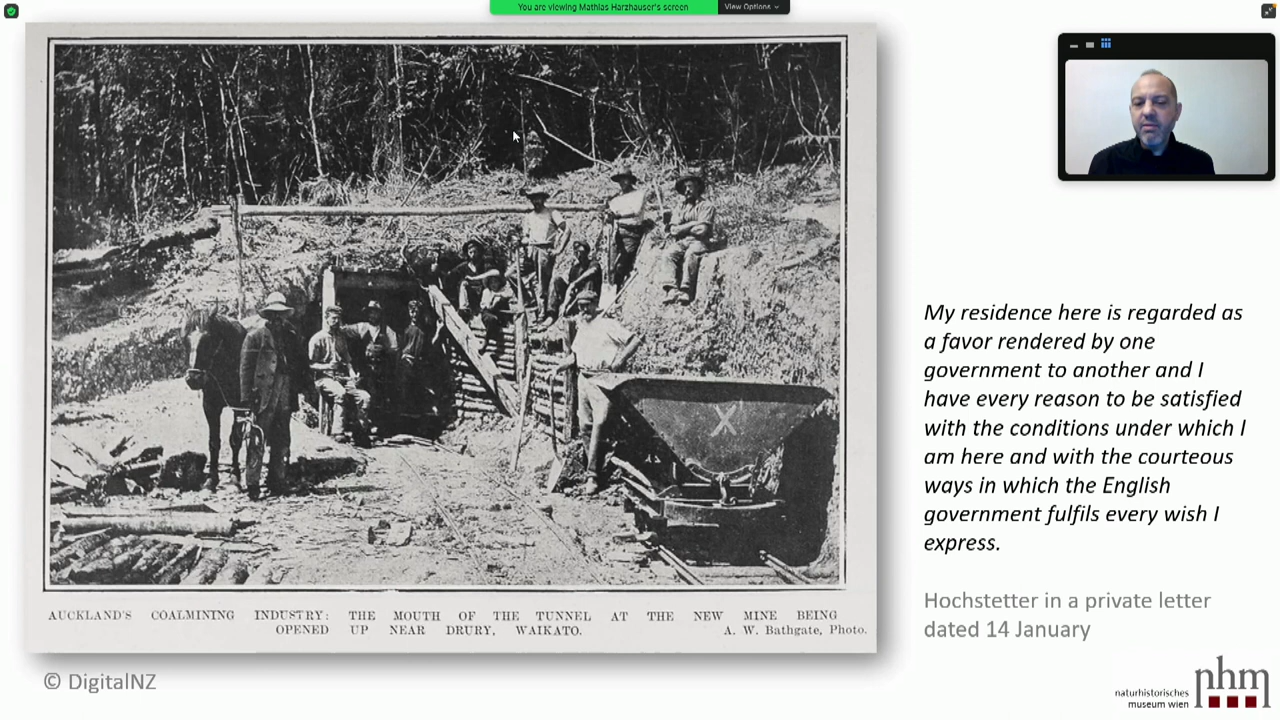 You are viewing Mathias Harzhauser's screen
View Options
X
AUCKLAND'S COALMINING INDUSTRY: THE MOUTH OF THE TUNNEL AT THE NEW MINE BEING
OPENED UP NEAR DRURY, WAIKATO.
A. W. Bathgate, Photo.
© DigitalNZ
My residence here is regarded as
a favor rendered by one
government to another and I
have every reason to be satisfied
with the conditions under which I
am here and with the courteous
ways in which the English
government fulfils every wish I
express.
Hochstetter in a private letter
dated 14 January
nhm
naturhistorisches
museum wien